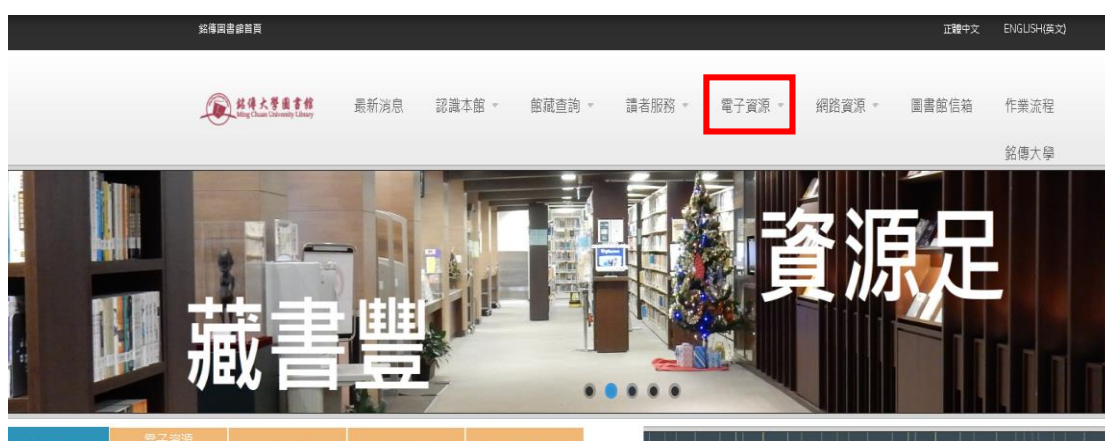 銘傳圖書館首頁
正體中文 ENGLISH(英文)
銘傳大學圖書館 最新消息 認識本館 館藏查詢 讀者服務 電子資源 網路資源 圖書館信箱 作業流程
Ming Chuan University Library
銘傳大學
資源足
藏書豐
電子資源